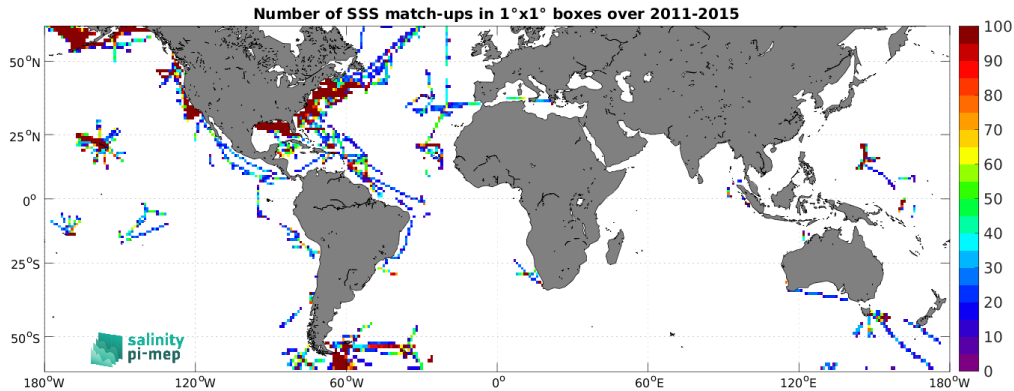 Number of SSS match-ups in 1°x1° boxes over 2011-2015
50°N
25°N
0°
25°S
50°S
180°W
120°W
60°W
0°
60°E
120°E
180°W
100
90
80
70
60
50
40
30
20
10
0
salinity
pi-mep